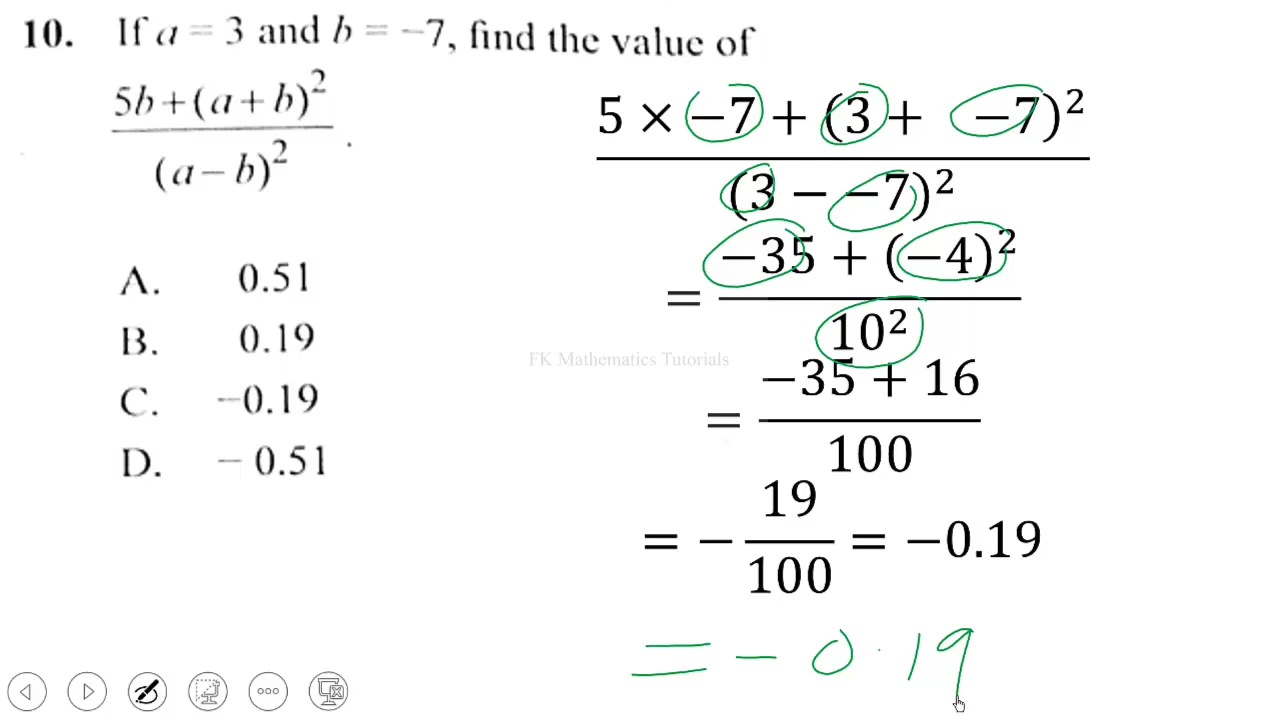 10. If a = 3 and b = −7, find the value of
5b+(a+b)²
(a−b)²
.
A. 0.51
B. 0.19
C. −0.19
D. − 0.51
5 × −7 + (3 + −7)²
(3 − −7)²
−35 + (−4)²
=
10²
−35 + 16
=
100
19
= − = −0.19
100
= − 0.19
FK Mathematics Tutorials